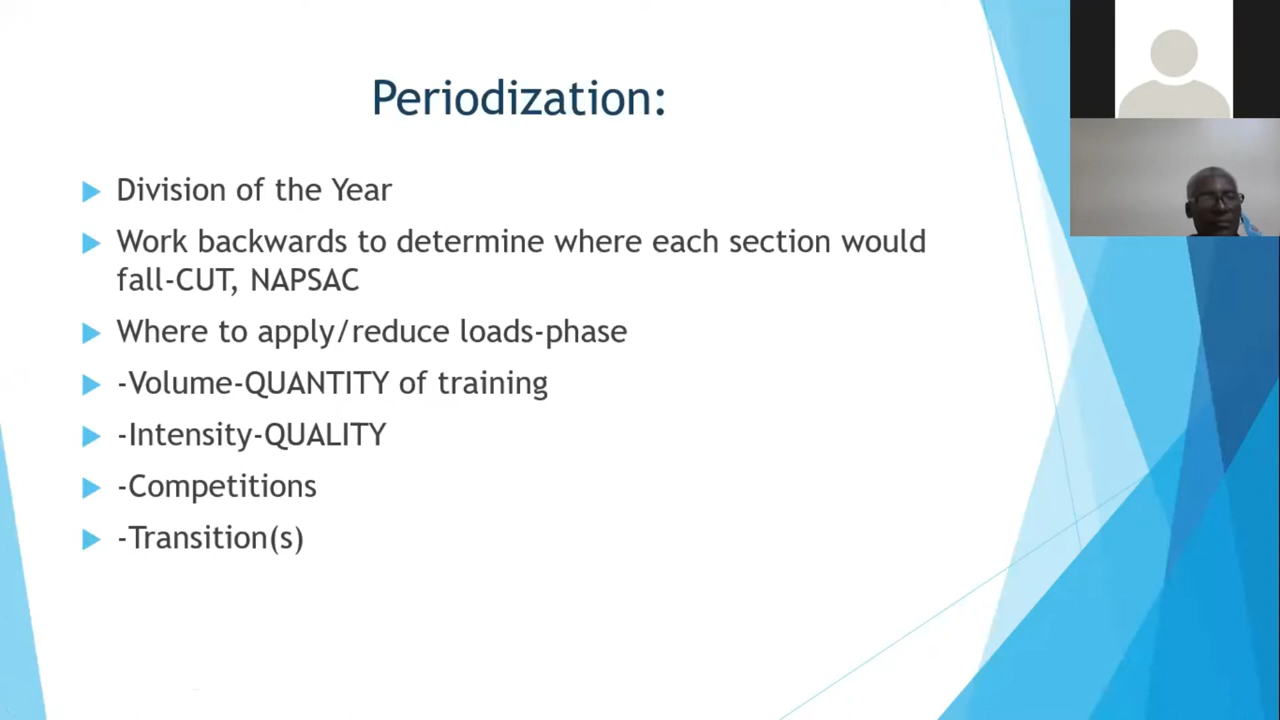 Periodization:
Division of the Year
Work backwards to determine where each section would
fall-CUT, NAPSAC
Where to apply/reduce loads-phase
-Volume-QUANTITY of training
-Intensity-QUALITY
-Competitions
-Transition(s)